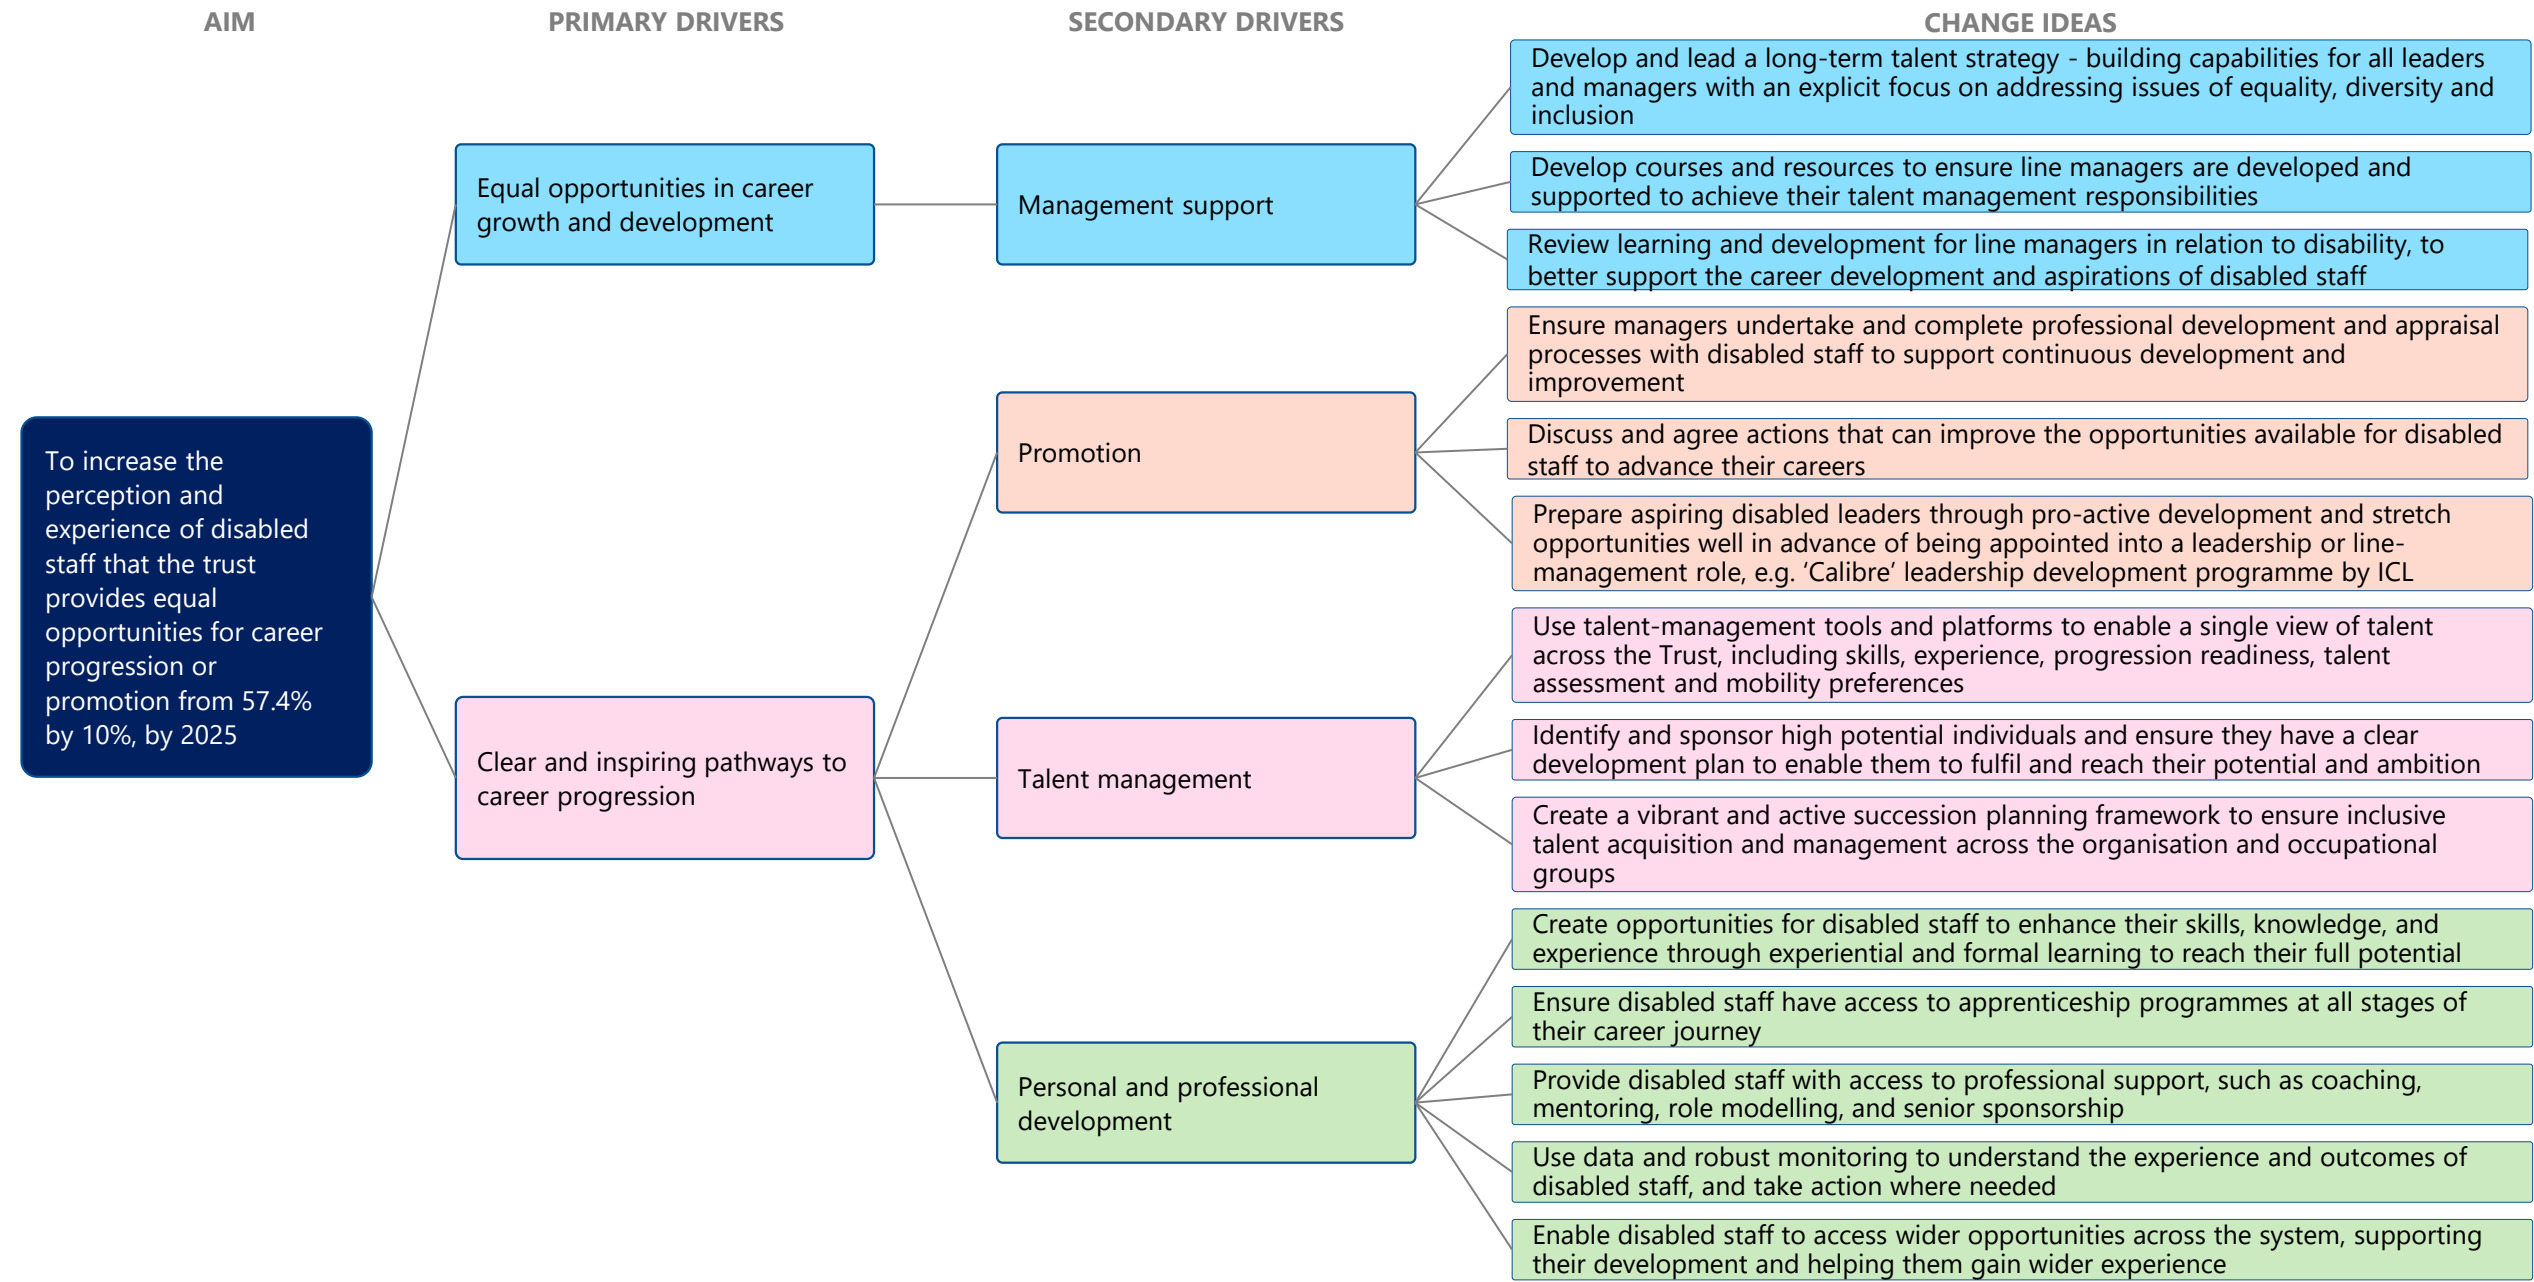 AIM
PRIMARY DRIVERS
SECONDARY DRIVERS
CHANGE IDEAS
To increase the
perception and
experience of disabled
staff that the trust
provides equal
opportunities for career
progression or
promotion from 57.4%
by 10%, by 2025
Equal opportunities in career
growth and development
Clear and inspiring pathways to
career progression
Management support
Promotion
Talent management
Personal and professional
development
Develop and lead a long-term talent strategy - building capabilities for all leaders
and managers with an explicit focus on addressing issues of equality, diversity and
inclusion
Develop courses and resources to ensure line managers are developed and
supported to achieve their talent management responsibilities
Review learning and development for line managers in relation to disability, to
better support the career development and aspirations of disabled staff
Ensure managers undertake and complete professional development and appraisal
processes with disabled staff to support continuous development and
improvement
Discuss and agree actions that can improve the opportunities available for disabled
staff to advance their careers
Prepare aspiring disabled leaders through pro-active development and stretch
opportunities well in advance of being appointed into a leadership or line-
management role, e.g. ‘Calibre’ leadership development programme by ICL
Use talent-management tools and platforms to enable a single view of talent
across the Trust, including skills, experience, progression readiness, talent
assessment and mobility preferences
Identify and sponsor high potential individuals and ensure they have a clear
development plan to enable them to fulfil and reach their potential and ambition
Create a vibrant and active succession planning framework to ensure inclusive
talent acquisition and management across the organisation and occupational
groups
Create opportunities for disabled staff to enhance their skills, knowledge, and
experience through experiential and formal learning to reach their full potential
Ensure disabled staff have access to apprenticeship programmes at all stages of
their career journey
Provide disabled staff with access to professional support, such as coaching,
mentoring, role modelling, and senior sponsorship
Use data and robust monitoring to understand the experience and outcomes of
disabled staff, and take action where needed
Enable disabled staff to access wider opportunities across the system, supporting
their development and helping them gain wider experience